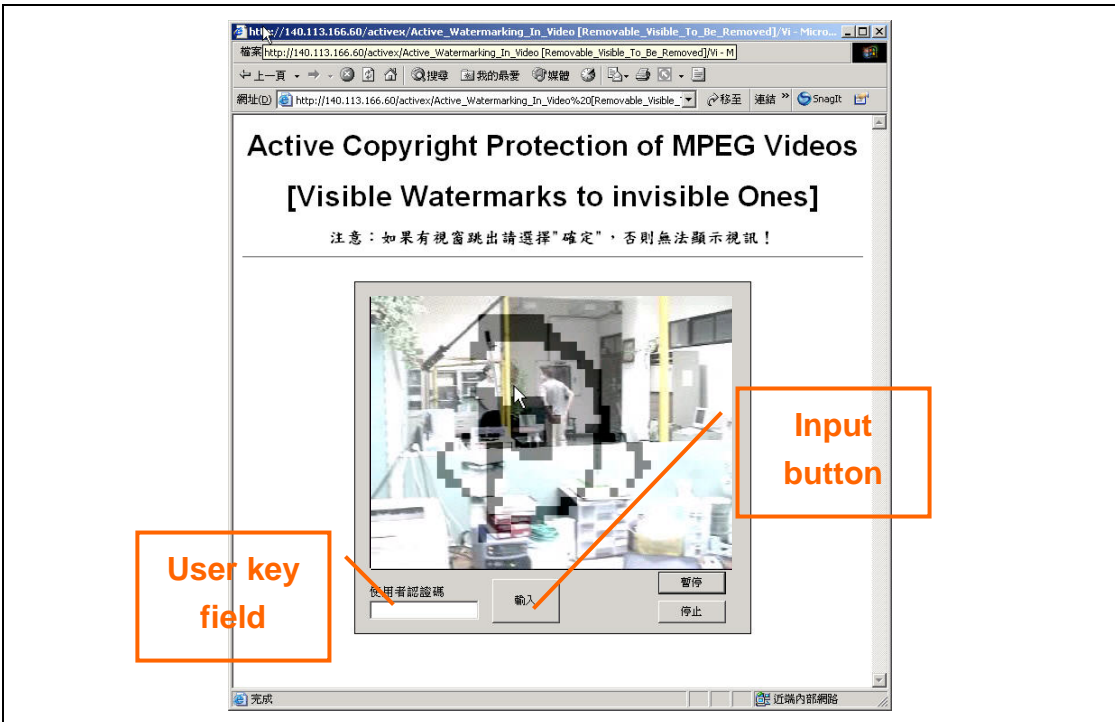 http://140.113.166.60/activex/Active_Watermarking_In_Video [Removable_Visible_To_Be_Removed]/Vi - Micro...
檔案 http://140.113.166.60/activex/Active_Watermarking_In_Video [Removable_Visible_To_Be_Removed]/Vi - M
上一頁 搜尋 我的最愛 媒體
網址(D) http://140.113.166.60/activex/Active_Watermarking_In_Video%20[Removable_Visible_ 移至 連結 » SnagIt
Active Copyright Protection of MPEG Videos
[Visible Watermarks to invisible Ones]
注意：如果有視窗跳出請選擇"確定"，否則無法顯示視訊！
Input
button
User key
field
使用者認證碼
輸入
暫停
停止
完成 近端內部網路